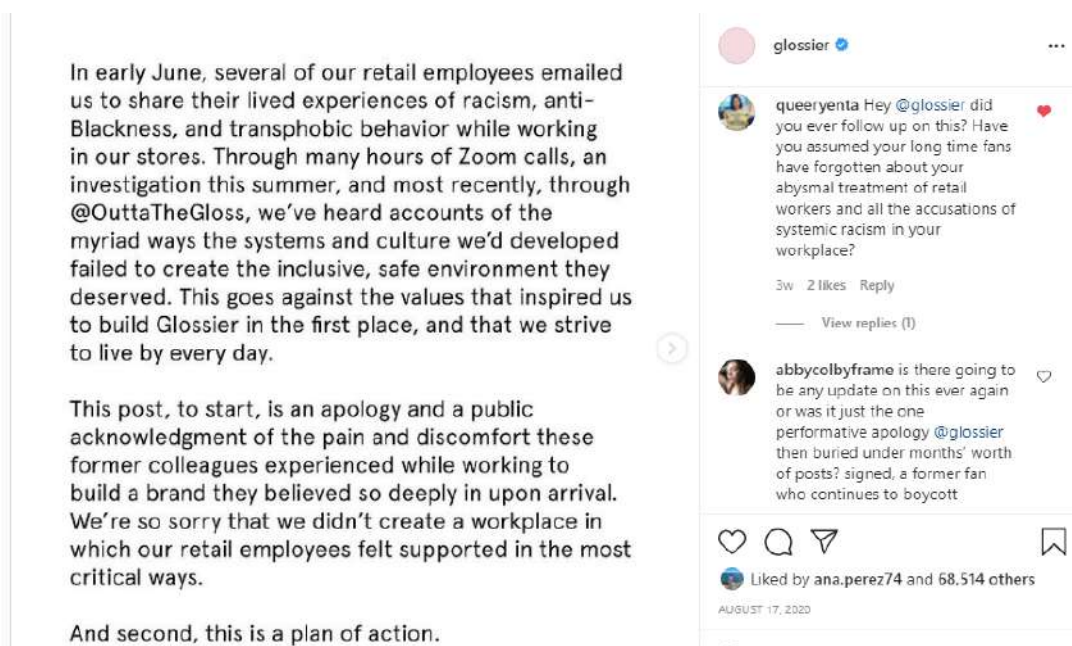 In early June, several of our retail employees emailed
us to share their lived experiences of racism, anti-
Blackness, and transphobic behavior while working
in our stores. Through many hours of Zoom calls, an
investigation this summer, and most recently, through
@OuttaTheGloss, we've heard accounts of the
myriad ways the systems and culture we'd developed
failed to create the inclusive, safe environment they
deserved. This goes against the values that inspired us
to build Glossier in the first place, and that we strive
to live by every day.
This post, to start, is an apology and a public
acknowledgment of the pain and discomfort these
former colleagues experienced while working to
build a brand they believed so deeply in upon arrival.
We're so sorry that we didn't create a workplace in
which our retail employees felt supported in the most
critical ways.
And second, this is a plan of action.
glossier
queeryenta Hey @glossier did
you ever follow up on this? Have
you assumed your long time fans
have forgotten about your
abysmal treatment of retail
workers and all the accusations of
systemic racism in your
workplace?
3w 2 likes Reply
View replies (1)
abbycolbyframe is there going to
be any update on this ever again
or was it just the one
performative apology @glossier
then buried under months' worth
of posts? signed, a former fan
who continues to boycott
Liked by ana.perez74 and 68.514 others
AUGUST 17, 2020